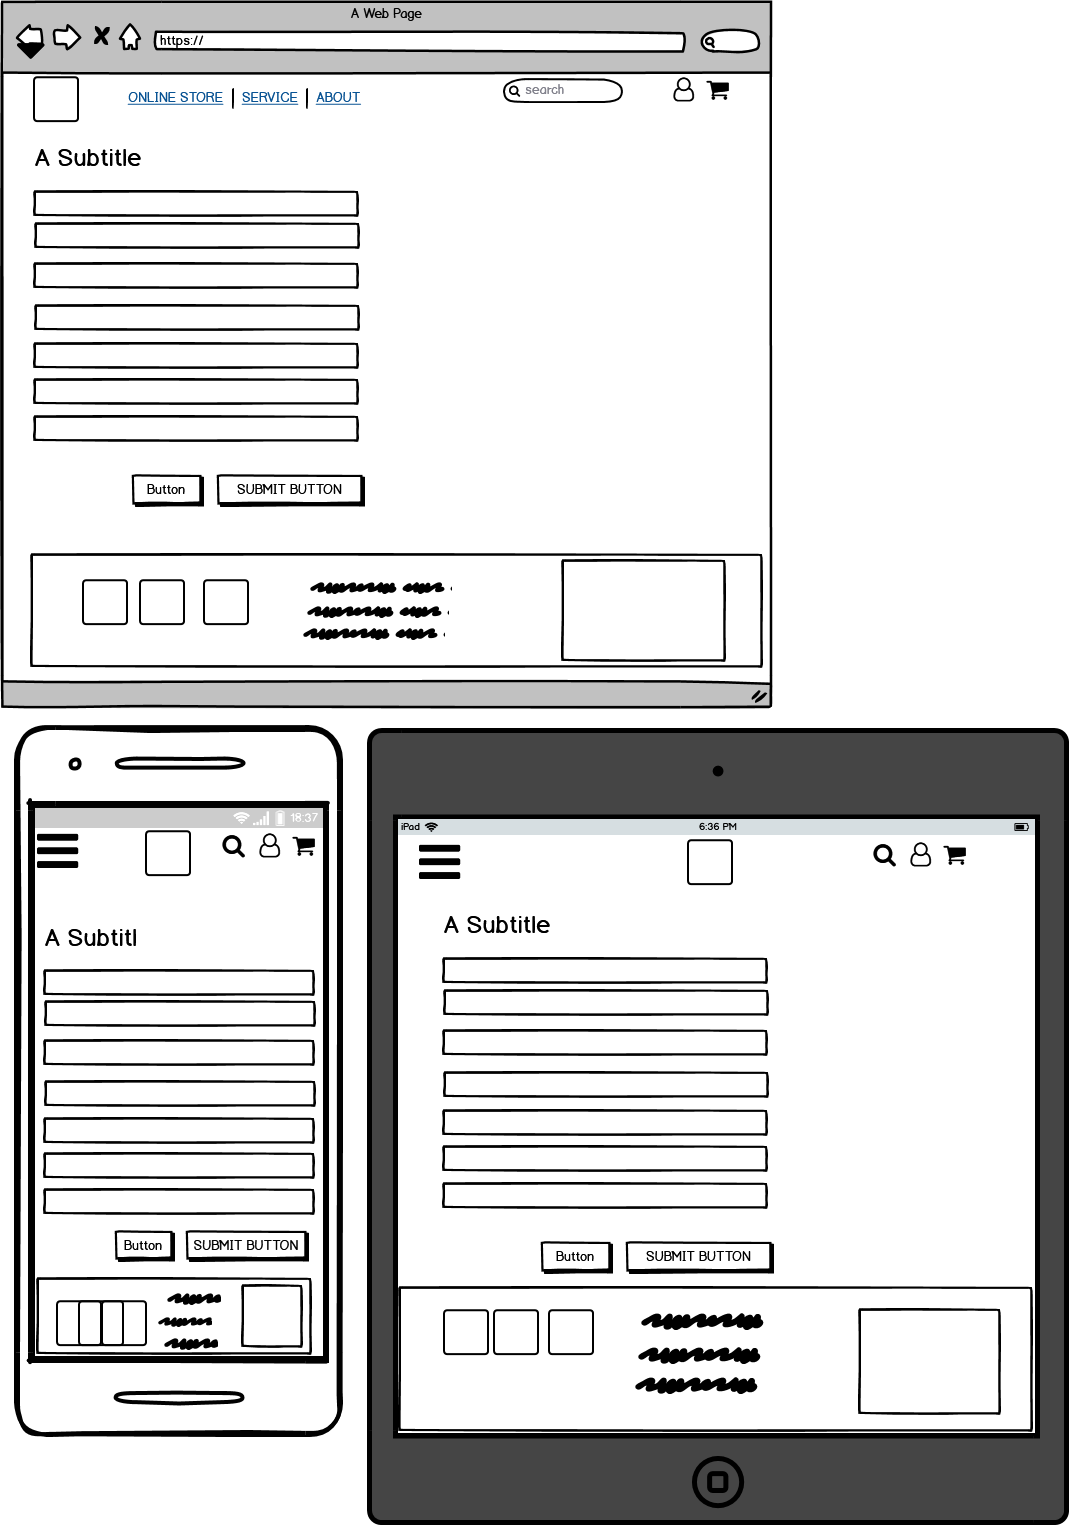 A Web Page
https://
ONLINE STORE | SERVICE | ABOUT
search
A Subtitle
Button
SUBMIT BUTTON
18:37
A Subtitl
Button
SUBMIT BUTTON
iPad
6:36 PM
A Subtitle
Button
SUBMIT BUTTON